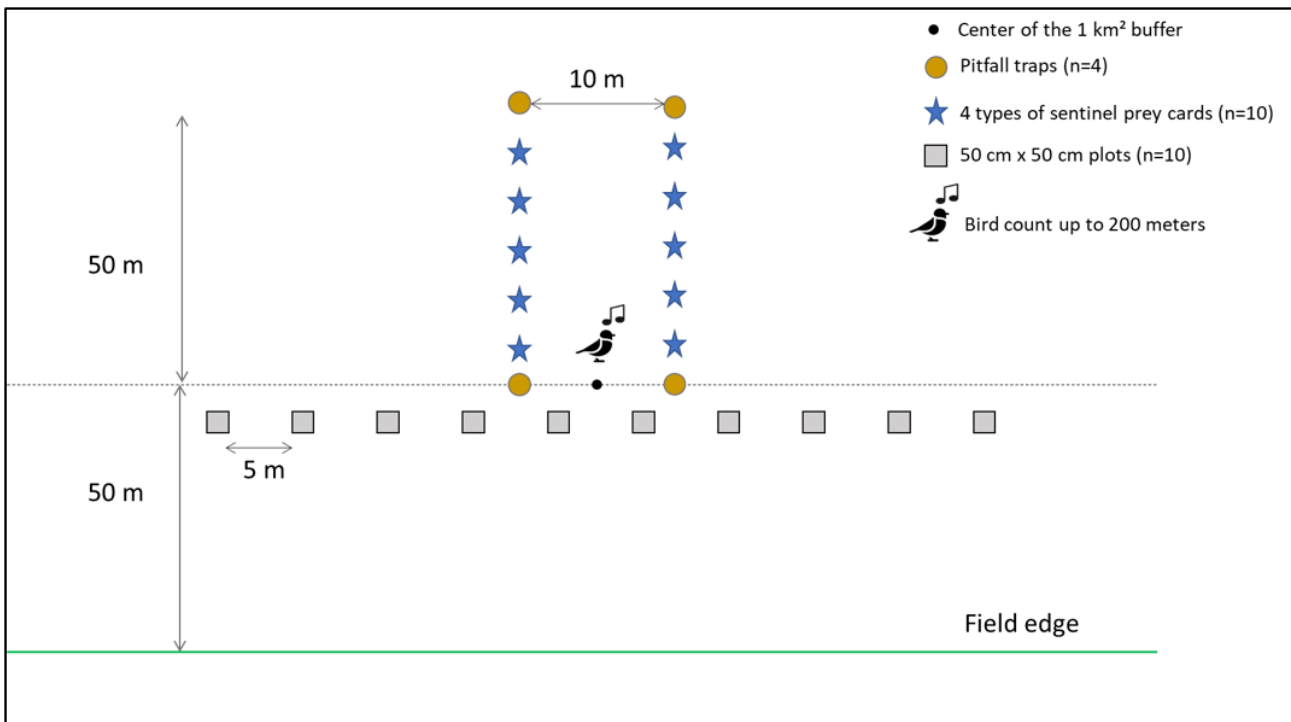 Center of the 1 km² buffer
Pitfall traps (n=4)
4 types of sentinel prey cards (n=10)
50 cm x 50 cm plots (n=10)
Bird count up to 200 meters
10 m
50 m
5 m
50 m
Field edge